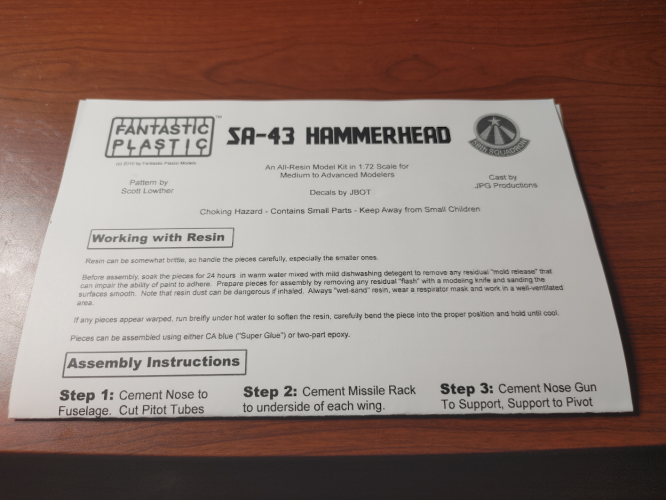 FANTASTIC
PLASTIC
TM
SA-43 HAMMERHEAD
58TH SQUADRON
(c) 2010 by Fantastic Plastic Models
An All-Resin Model Kit in 1:72 Scale for
Medium to Advanced Modelers
Pattern by
Scott Lowther
Cast by
JPG Productions
Decals by JBOT
Choking Hazard - Contains Small Parts - Keep Away from Small Children
Working with Resin
Resin can be somewhat brittle, so handle the pieces carefully, especially the smaller ones.
Before assembly, soak the pieces for 24 hours in warm water mixed with mild dishwashing detegent to remove any residual "mold release" that
can impair the ability of paint to adhere. Prepare pieces for assembly by removing any residual "flash" with a modeling knife and sanding the
surfaces smooth. Note that resin dust can be dangerous if inhaled. Always "wet-sand" resin, wear a respirator mask and work in a well-ventilated
area.
If any pieces appear warped, run breifly under hot water to soften the resin, carefully bend the piece into the proper position and hold until cool.
Pieces can be assembled using either CA blue ("Super Glue") or two-part epoxy.
Assembly Instructions
Step 1: Cement Nose to
Fuselage. Cut Pitot Tubes
Step 2: Cement Missile Rack
to underside of each wing.
Step 3: Cement Nose Gun
To Support, Support to Pivot